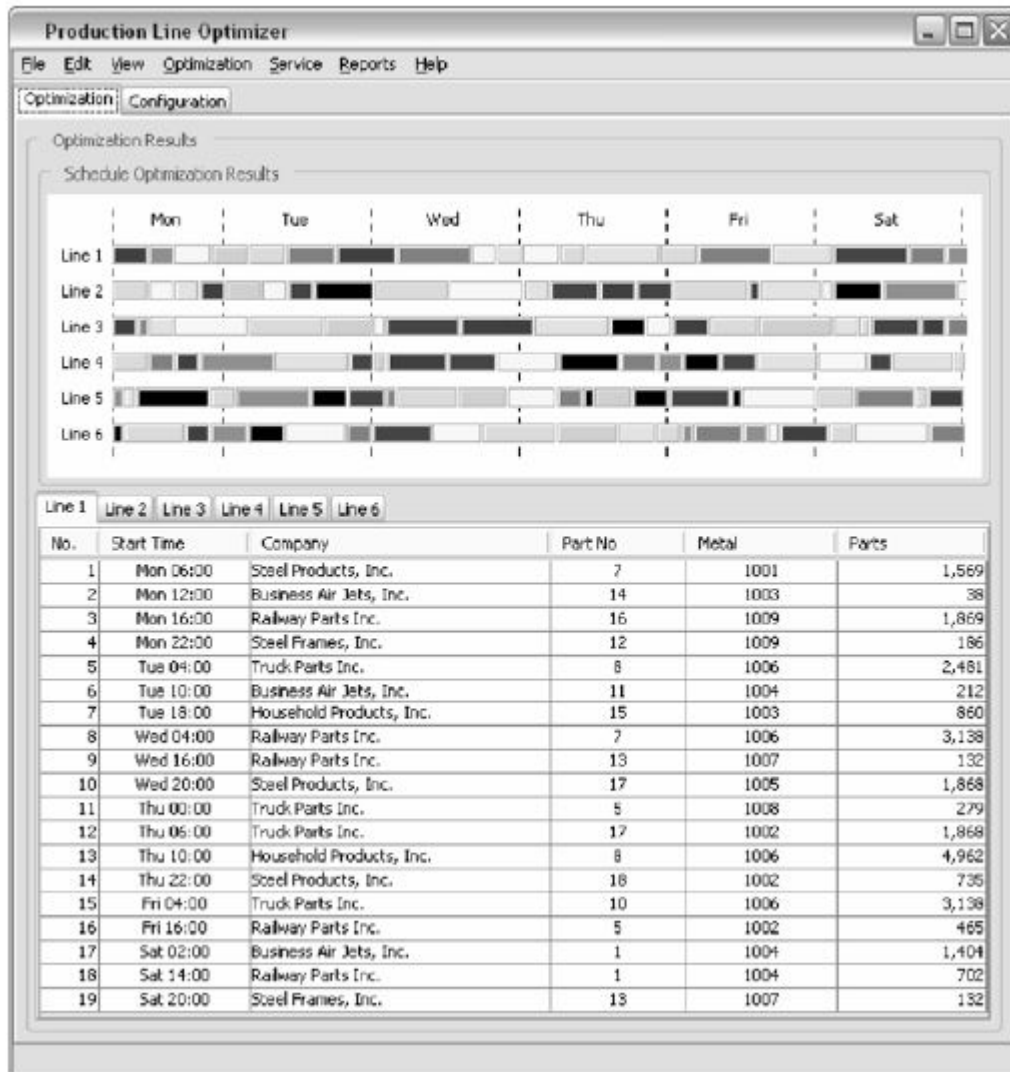 Production Line Optimizer
File Edit View Optimization Service Reports Help
Optimization Configuration
Optimization Results
Schedule Optimization Results
Mon Tue Wed Thu Fri Sat
Line 1
Line 2
Line 3
Line 4
Line 5
Line 6
Line 1 Line 2 Line 3 Line 4 Line 5 Line 6
No. Start Time Company Part No Metal Parts
1 Mon 06:00 Steel Products, Inc. 7 1001 1,569
2 Mon 12:00 Business Air Jets, Inc. 14 1003 38
3 Mon 16:00 Railway Parts Inc. 16 1009 1,869
4 Mon 22:00 Steel Frames, Inc. 12 1009 186
5 Tue 04:00 Truck Parts Inc. 8 1006 2,481
6 Tue 10:00 Business Air Jets, Inc. 11 1004 212
7 Tue 18:00 Household Products, Inc. 15 1003 860
8 Wed 04:00 Railway Parts Inc. 7 1006 3,138
9 Wed 16:00 Railway Parts Inc. 13 1007 132
10 Wed 20:00 Steel Products, Inc. 17 1005 1,868
11 Thu 00:00 Truck Parts Inc. 5 1008 279
12 Thu 06:00 Truck Parts Inc. 17 1002 1,868
13 Thu 10:00 Household Products, Inc. 8 1006 4,962
14 Thu 22:00 Steel Products, Inc. 18 1002 735
15 Fri 04:00 Truck Parts Inc. 10 1006 3,138
16 Fri 16:00 Railway Parts Inc. 5 1002 465
17 Sat 02:00 Business Air Jets, Inc. 1 1004 1,404
18 Sat 14:00 Railway Parts Inc. 1 1004 702
19 Sat 20:00 Steel Frames, Inc. 13 1007 132